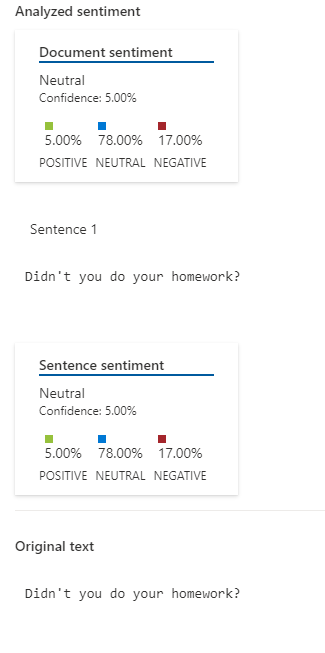 Analyzed sentiment
Document sentiment
Neutral
Confidence: 5.00%
5.00% 78.00% 17.00%
POSITIVE NEUTRAL NEGATIVE
Sentence 1
Didn't you do your homework?
Sentence sentiment
Neutral
Confidence: 5.00%
5.00% 78.00% 17.00%
POSITIVE NEUTRAL NEGATIVE
Original text
Didn't you do your homework?